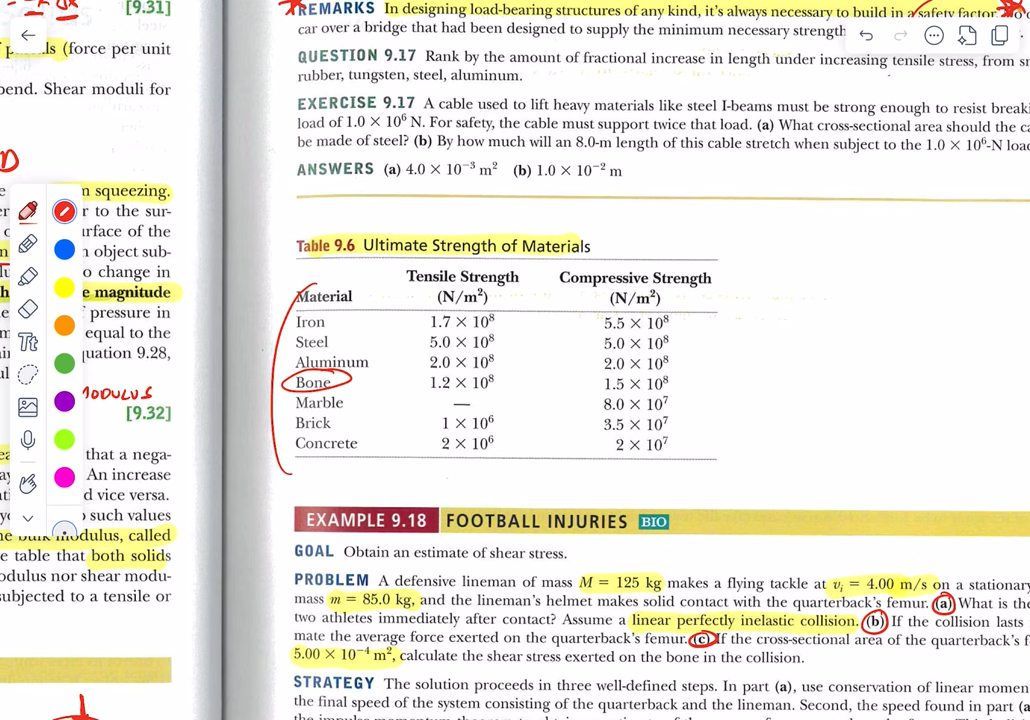 [9.31]
(force per unit
pend. Shear moduli for
n squeezing.
r to the sur-
urface of the
n object sub-
o change in
e magnitude
f pressure in
equal to the
quation 9.28,
MODULUS
[9.32]
that a nega-
An increase
d vice versa.
such values
modulus, called
e table that both solids
odulus nor shear modu-
subjected to a tensile or
REMARKS In designing load-bearing structures of any kind, it's always necessary to build in a safety factor.
car over a bridge that had been designed to supply the minimum necessary strength
QUESTION 9.17 Rank by the amount of fractional increase in length under increasing tensile stress, from
rubber, tungsten, steel, aluminum.
EXERCISE 9.17 A cable used to lift heavy materials like steel I-beams must be strong enough to resist
load of 1.0 × 10⁶ N. For safety, the cable must support twice that load. (a) What cross-sectional area should the
be made of steel? (b) By how much will an 8.0-m length of this cable stretch when subject to the 1.0 × 10⁶-N
ANSWERS (a) 4.0 × 10⁻³ m² (b) 1.0 × 10⁻² m
Table 9.6 Ultimate Strength of Materials
Tensile Strength Compressive Strength
Material (N/m²) (N/m²)
Iron 1.7 × 10⁸ 5.5 × 10⁸
Steel 5.0 × 10⁸ 5.0 × 10⁸
Aluminum 2.0 × 10⁸ 2.0 × 10⁸
Bone 1.2 × 10⁸ 1.5 × 10⁸
Marble — 8.0 × 10⁷
Brick 1 × 10⁶ 3.5 × 10⁷
Concrete 2 × 10⁶ 2 × 10⁷
EXAMPLE 9.18 FOOTBALL INJURIES BIO
GOAL Obtain an estimate of shear stress.
PROBLEM A defensive lineman of mass M = 125 kg makes a flying tackle at vᵢ = 4.00 m/s on a stationary
mass m = 85.0 kg, and the lineman's helmet makes solid contact with the quarterback's femur. (a) What is the
two athletes immediately after contact? Assume a linear perfectly inelastic collision. (b) If the collision lasts
mate the average force exerted on the quarterback's femur. (c) If the cross-sectional area of the quarterback's
5.00 × 10⁻⁴ m², calculate the shear stress exerted on the bone in the collision.
STRATEGY The solution proceeds in three well-defined steps. In part (a), use conservation of linear
the final speed of the system consisting of the quarterback and the lineman. Second, the speed found in part (a
Tt